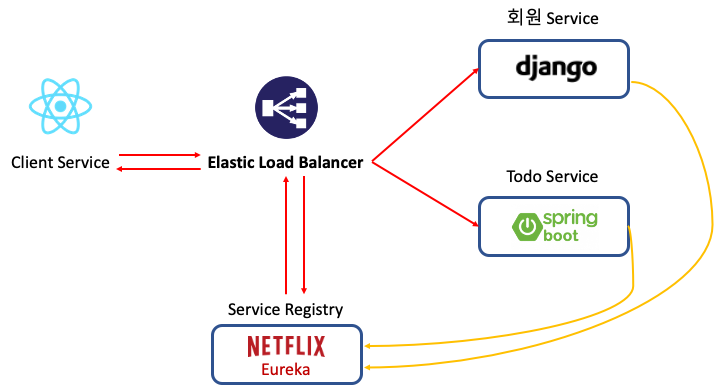 회원 Service
django
Client Service
Elastic Load Balancer
Todo Service
spring
boot
Service Registry
NETFLIX
Eureka